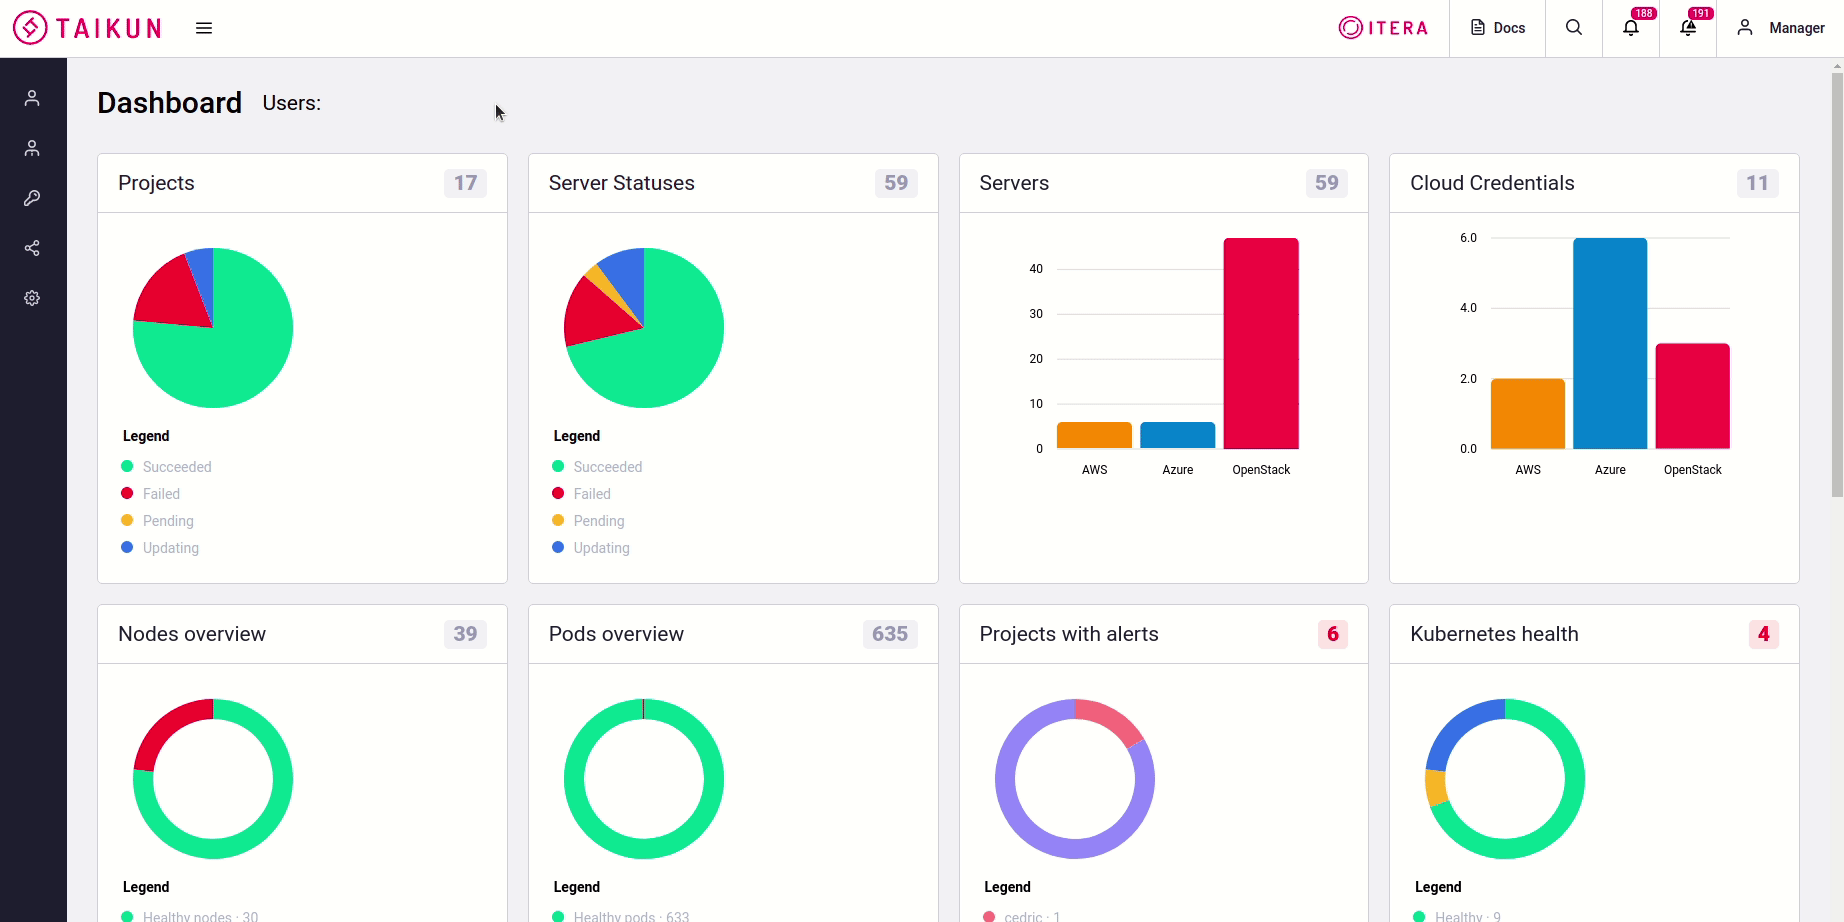 TAIKUN
ITERA
Docs
188
191
Manager
Dashboard Users:
Projects 17
Legend
Succeeded
Failed
Pending
Updating
Server Statuses 59
Legend
Succeeded
Failed
Pending
Updating
Servers 59
40
30
20
10
0
AWS Azure OpenStack
Cloud Credentials 11
6.0
4.0
2.0
0.0
AWS Azure OpenStack
Nodes overview 39
Legend
Healthy nodes · 30
Pods overview 635
Legend
Healthy pods · 633
Projects with alerts 6
Legend
cedric · 1
Kubernetes health 4
Legend
Healthy · 9